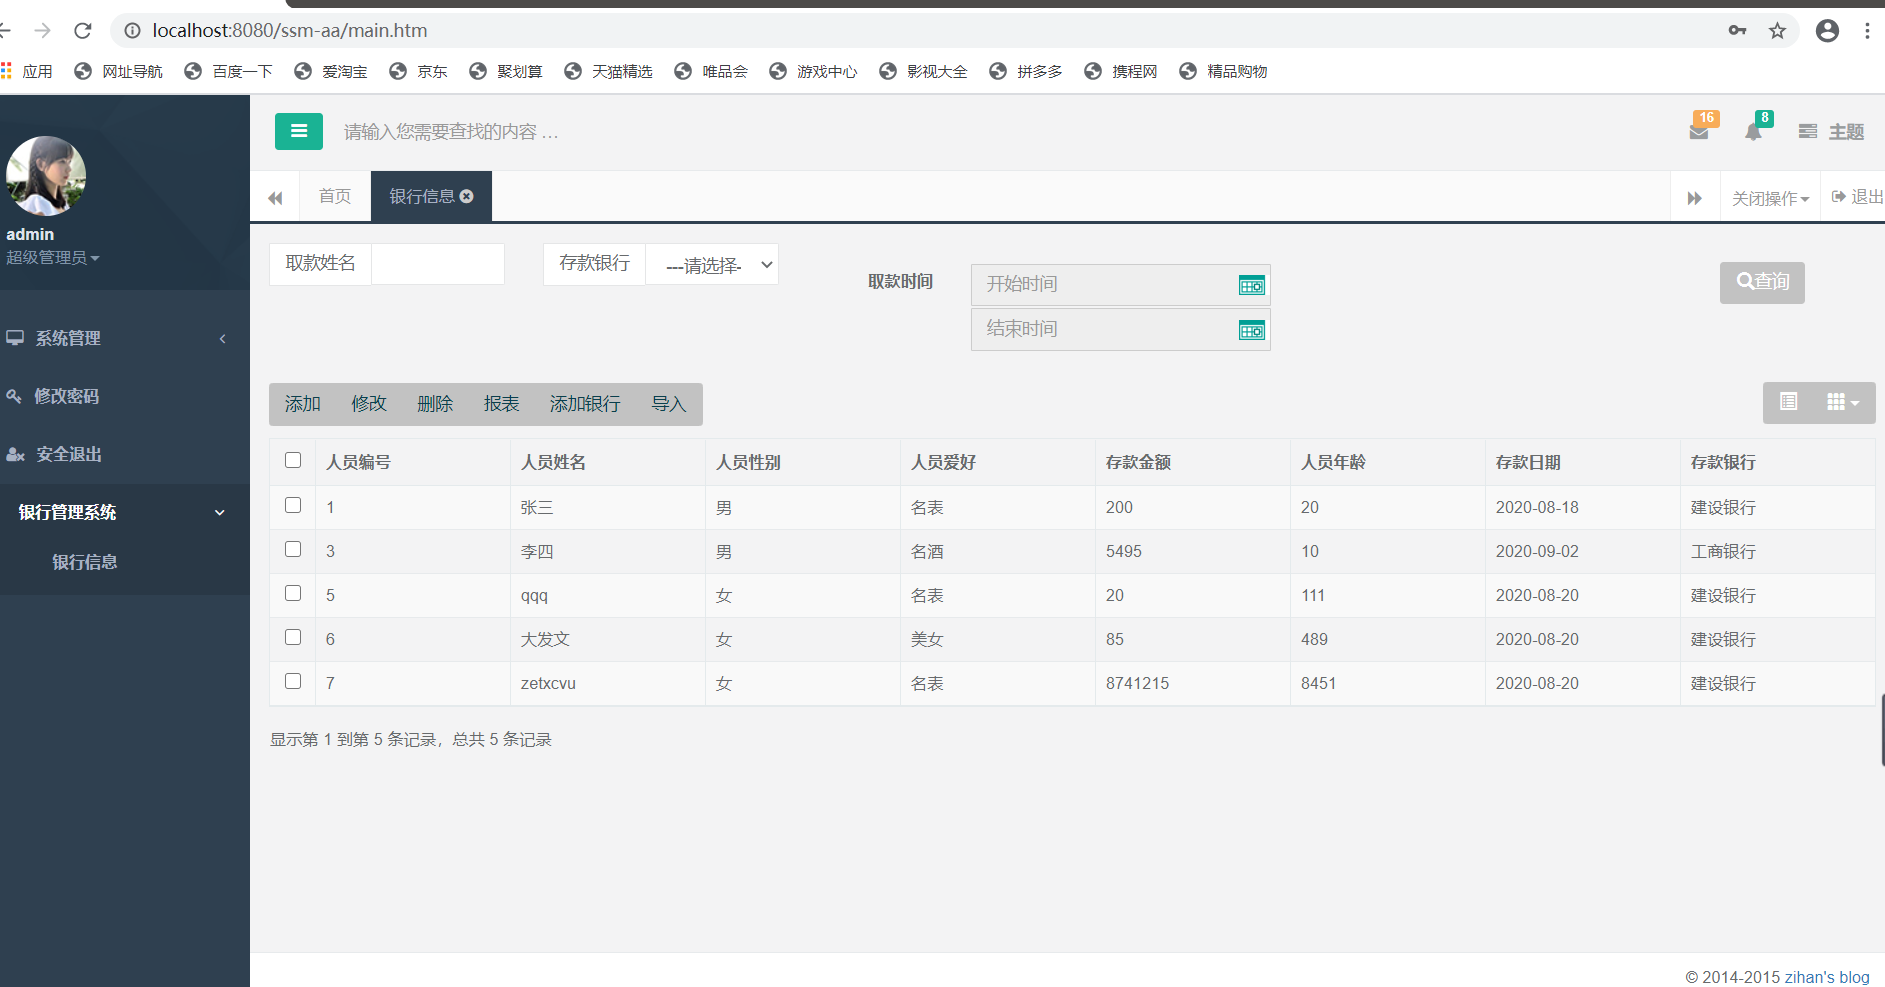 localhost:8080/ssm-aa/main.htm
应用 网址导航 百度一下 爱淘宝 京东 聚划算 天猫精选 唯品会 游戏中心 影视大全 拼多多 携程网 精品购物
admin
超级管理员
系统管理
修改密码
安全退出
银行管理系统
银行信息
请输入您需要查找的内容 …
16 8 主题
首页 银行信息 关闭操作 退出
取款姓名 存款银行 ---请选择- 取款时间 开始时间 查询
结束时间
添加 修改 删除 报表 添加银行 导入
人员编号 人员姓名 人员性别 人员爱好 存款金额 人员年龄 存款日期 存款银行
1 张三 男 名表 200 20 2020-08-18 建设银行
3 李四 男 名酒 5495 10 2020-09-02 工商银行
5 qqq 女 名表 20 111 2020-08-20 建设银行
6 大发文 女 美女 85 489 2020-08-20 建设银行
7 zetxcvu 女 名表 8741215 8451 2020-08-20 建设银行
显示第 1 到第 5 条记录，总共 5 条记录
© 2014-2015 zihan's blog